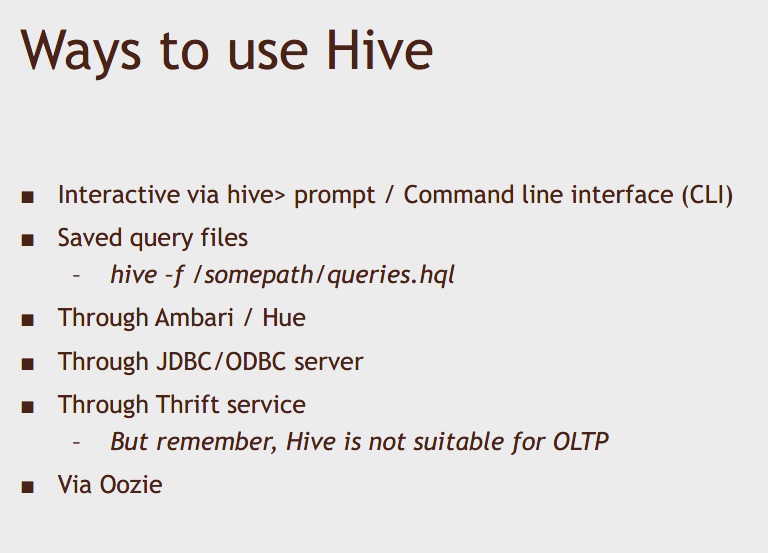 Ways to use Hive
■ Interactive via hive> prompt / Command line interface (CLI)
■ Saved query files
– hive –f /somepath/queries.hql
■ Through Ambari / Hue
■ Through JDBC/ODBC server
■ Through Thrift service
– But remember, Hive is not suitable for OLTP
■ Via Oozie